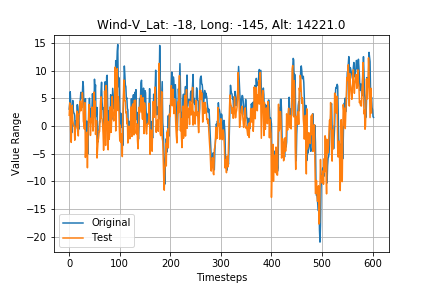 Wind-V_Lat: -18, Long: -145, Alt: 14221.0
Value Range
15
10
5
0
−5
−10
−15
−20
Original
Test
0 100 200 300 400 500 600
Timesteps